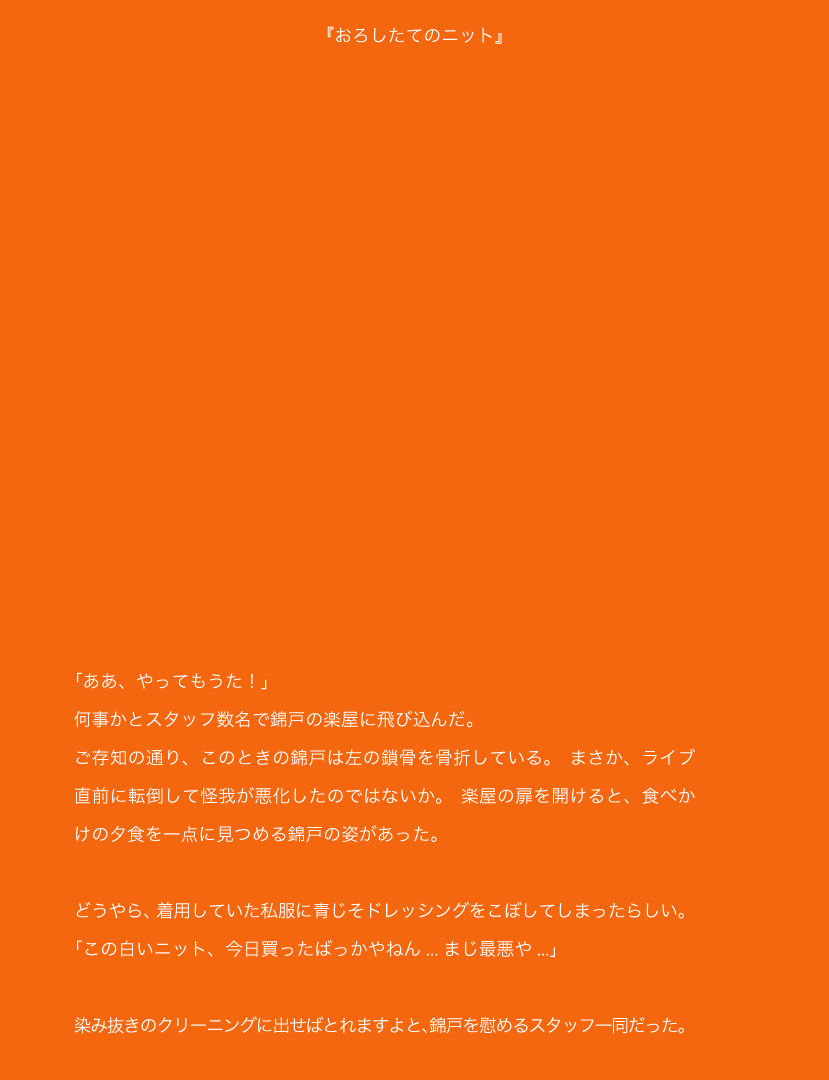 『おろしたてのニット』
「ああ、やってもうた！」
何事かとスタッフ数名で錦戸の楽屋に飛び込んだ。
ご存知の通り、このときの錦戸は左の鎖骨を骨折している。 まさか、ライブ
直前に転倒して怪我が悪化したのではないか。 楽屋の扉を開けると、食べか
けの夕食を一点に見つめる錦戸の姿があった。
どうやら、着用していた私服に青じそドレッシングをこぼしてしまったらしい。
「この白いニット、今日買ったばっかやねん ... まじ最悪や ...」
染み抜きのクリーニングに出せばとれますよと、錦戸を慰めるスタッフ一同だった。